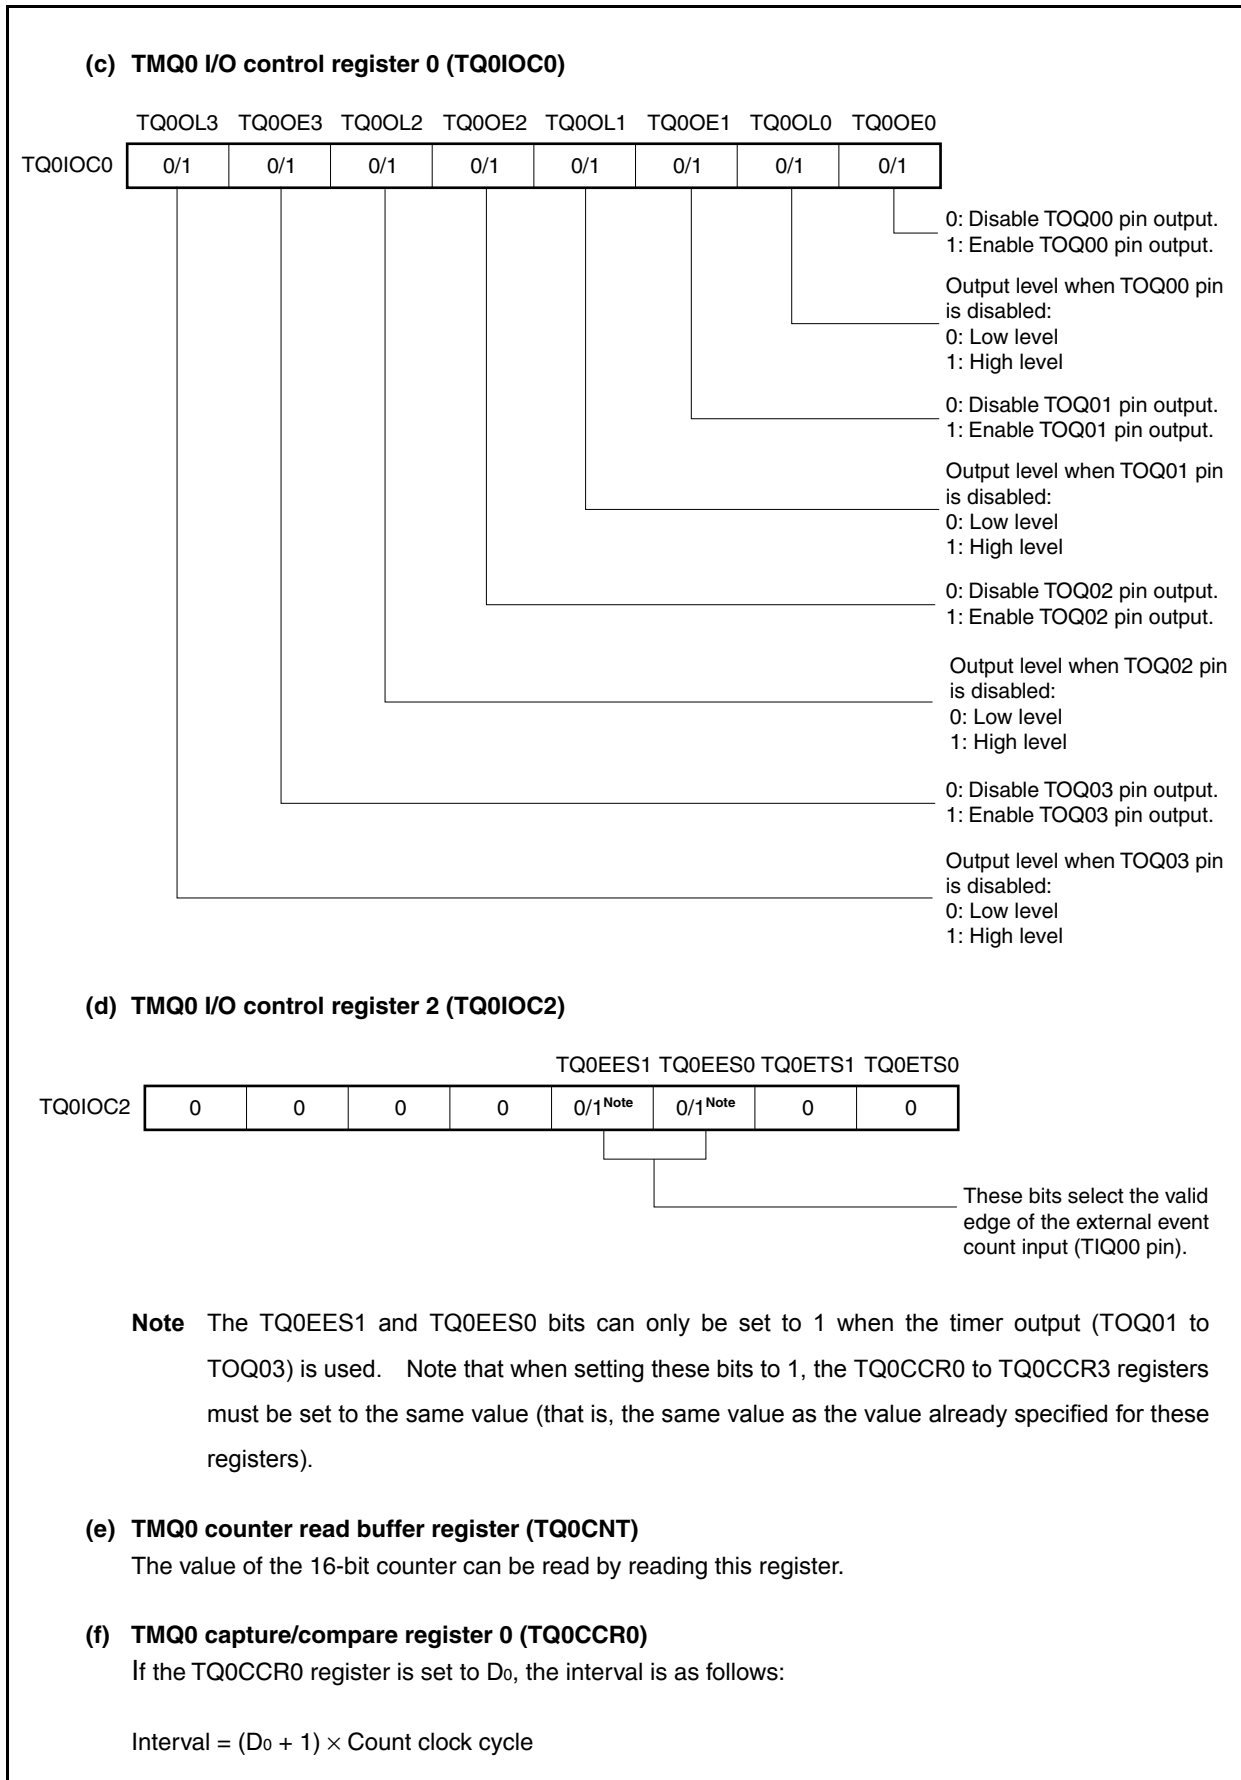 (c) TMQ0 I/O control register 0 (TQ0IOC0)
TQ0OL3 TQ0OE3 TQ0OL2 TQ0OE2 TQ0OL1 TQ0OE1 TQ0OL0 TQ0OE0
TQ0IOC0 0/1 0/1 0/1 0/1 0/1 0/1 0/1 0/1
0: Disable TOQ00 pin output.
1: Enable TOQ00 pin output.
Output level when TOQ00 pin
is disabled:
0: Low level
1: High level
0: Disable TOQ01 pin output.
1: Enable TOQ01 pin output.
Output level when TOQ01 pin
is disabled:
0: Low level
1: High level
0: Disable TOQ02 pin output.
1: Enable TOQ02 pin output.
Output level when TOQ02 pin
is disabled:
0: Low level
1: High level
0: Disable TOQ03 pin output.
1: Enable TOQ03 pin output.
Output level when TOQ03 pin
is disabled:
0: Low level
1: High level
(d) TMQ0 I/O control register 2 (TQ0IOC2)
TQ0EES1 TQ0EES0 TQ0ETS1 TQ0ETS0
TQ0IOC2 0 0 0 0 0/1Note 0/1Note 0 0
These bits select the valid
edge of the external event
count input (TIQ00 pin).
Note The TQ0EES1 and TQ0EES0 bits can only be set to 1 when the timer output (TOQ01 to
TOQ03) is used. Note that when setting these bits to 1, the TQ0CCR0 to TQ0CCR3 registers
must be set to the same value (that is, the same value as the value already specified for these
registers).
(e) TMQ0 counter read buffer register (TQ0CNT)
The value of the 16-bit counter can be read by reading this register.
(f) TMQ0 capture/compare register 0 (TQ0CCR0)
If the TQ0CCR0 register is set to D0, the interval is as follows:
Interval = (D0 + 1) × Count clock cycle